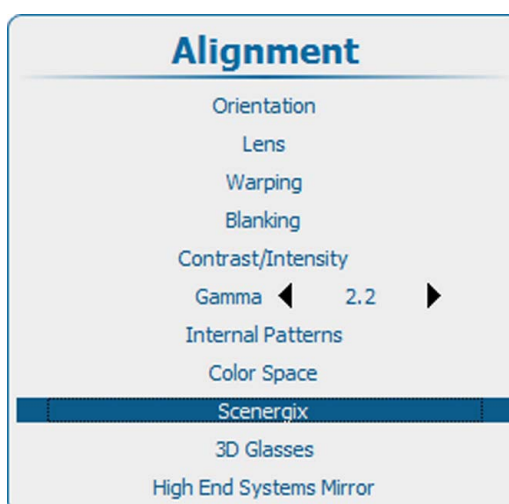 Alignment
Orientation
Lens
Warping
Blanking
Contrast/Intensity
Gamma 2.2
Internal Patterns
Color Space
Scenergix
3D Glasses
High End Systems Mirror